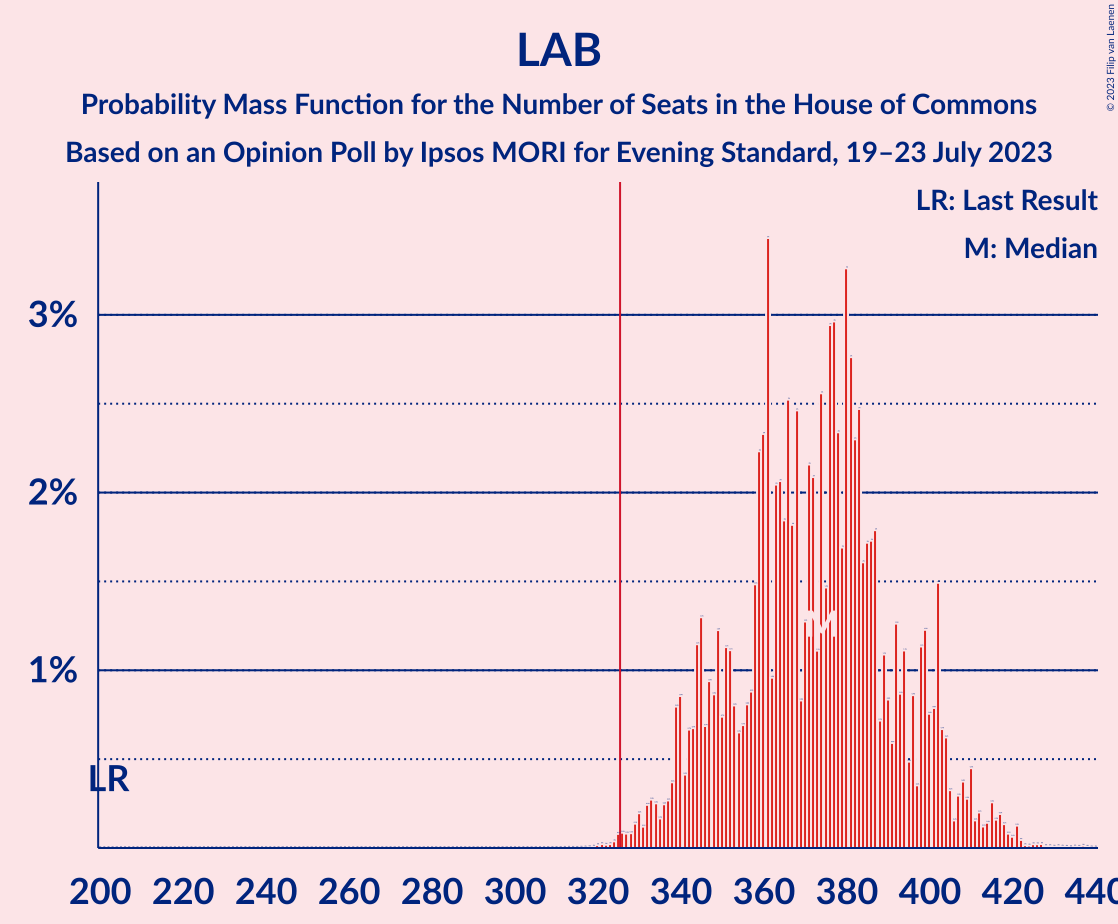 LAB
Probability Mass Function for the Number of Seats in the House of Commons
Based on an Opinion Poll by Ipsos MORI for Evening Standard, 19–23 July 2023
© 2023 Filip van Laenen
LR: Last Result
M: Median
3%
2%
1%
M
LR
200 220 240 260 280 300 320 340 360 380 400 420 440